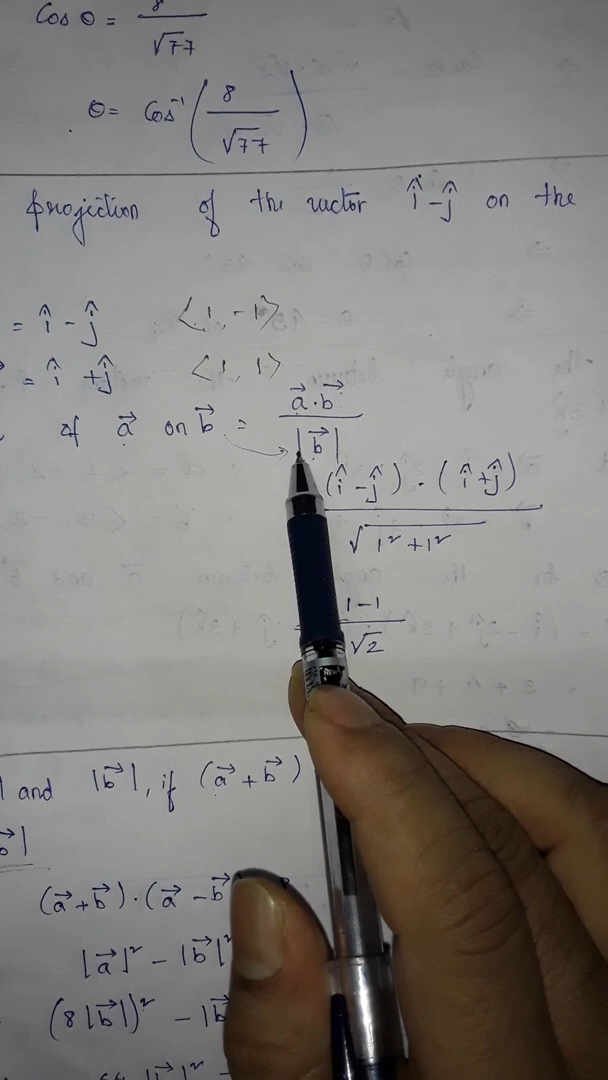 Cos θ = 8/√77
θ = Cos⁻¹(8/√77)
projection of the vector î-ĵ on the
= î - ĵ ⟨1, -1⟩
= î + ĵ ⟨1, 1⟩
of a⃗ on b⃗ = a⃗·b⃗/|b⃗|
(î - ĵ) · (î + ĵ)/√1²+1²
= 1-1/√2
and |b⃗|, if (a⃗ + b⃗)
b⃗|
(a⃗ + b⃗)·(a⃗ - b⃗
|a⃗|² - |b⃗|²
(8|b⃗|)² - |b⃗
|b⃗|² -